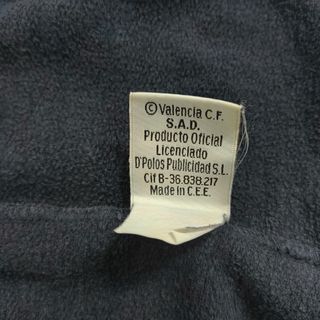 © Valencia C.F.
S.A.D.
Producto Oficial
Licenciado
D'Polos Publicidad S.L.
Cif B-36.838.217
Made in C.E.E.